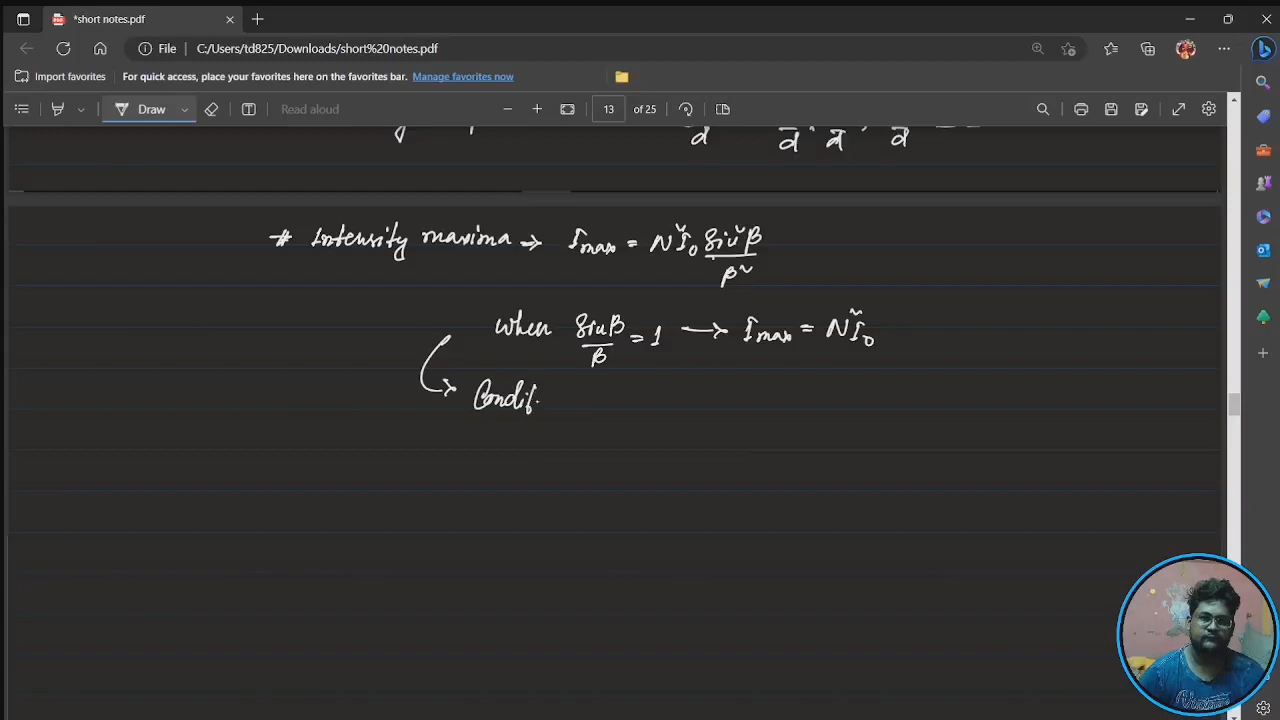 *short notes.pdf
File C:/Users/td825/Downloads/short%20notes.pdf
Import favorites For quick access, place your favorites here on the favorites bar. Manage favorites now
Draw Read aloud 13 of 25
d d d d
# Intensity maxima → Imax = N²I₀ sin²β / β²
when sinβ / β = 1 → Imax = N²I₀
Condit